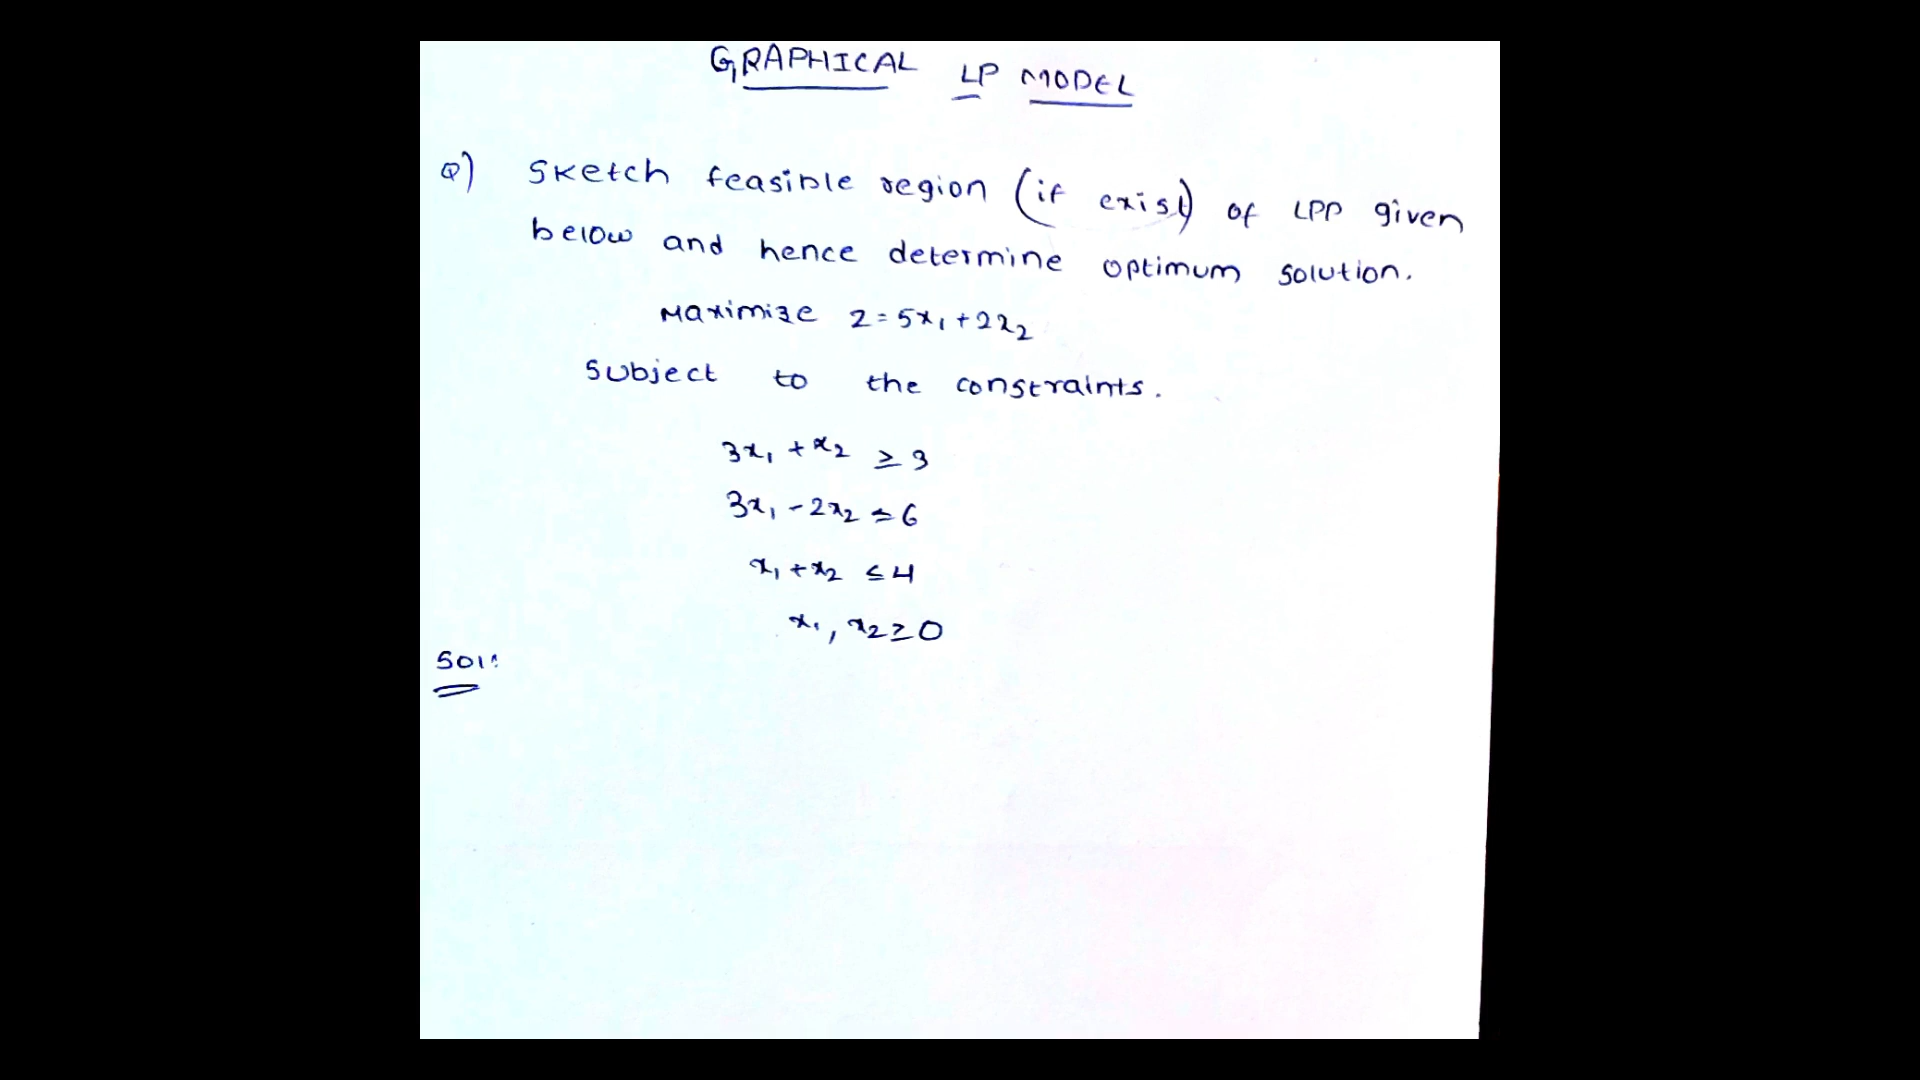 GRAPHICAL LP MODEL
Q) Sketch feasible region (if exist) of LPP given
below and hence determine optimum solution.
Maximize Z = 5x₁ + 2x₂
Subject to the constraints.
3x₁ + x₂ ≥ 3
3x₁ - 2x₂ ≤ 6
x₁ + x₂ ≤ 4
x₁, x₂ ≥ 0
Sol: